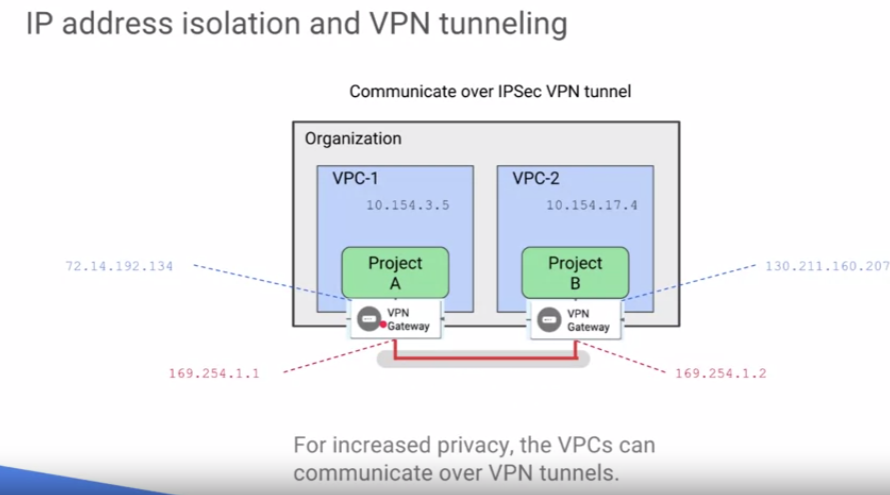 IP address isolation and VPN tunneling
Communicate over IPSec VPN tunnel
Organization
VPC-1
VPC-2
10.154.3.5
10.154.17.4
Project
A
Project
B
72.14.192.134
130.211.160.207
VPN
Gateway
VPN
Gateway
169.254.1.1
169.254.1.2
For increased privacy, the VPCs can
communicate over VPN tunnels.